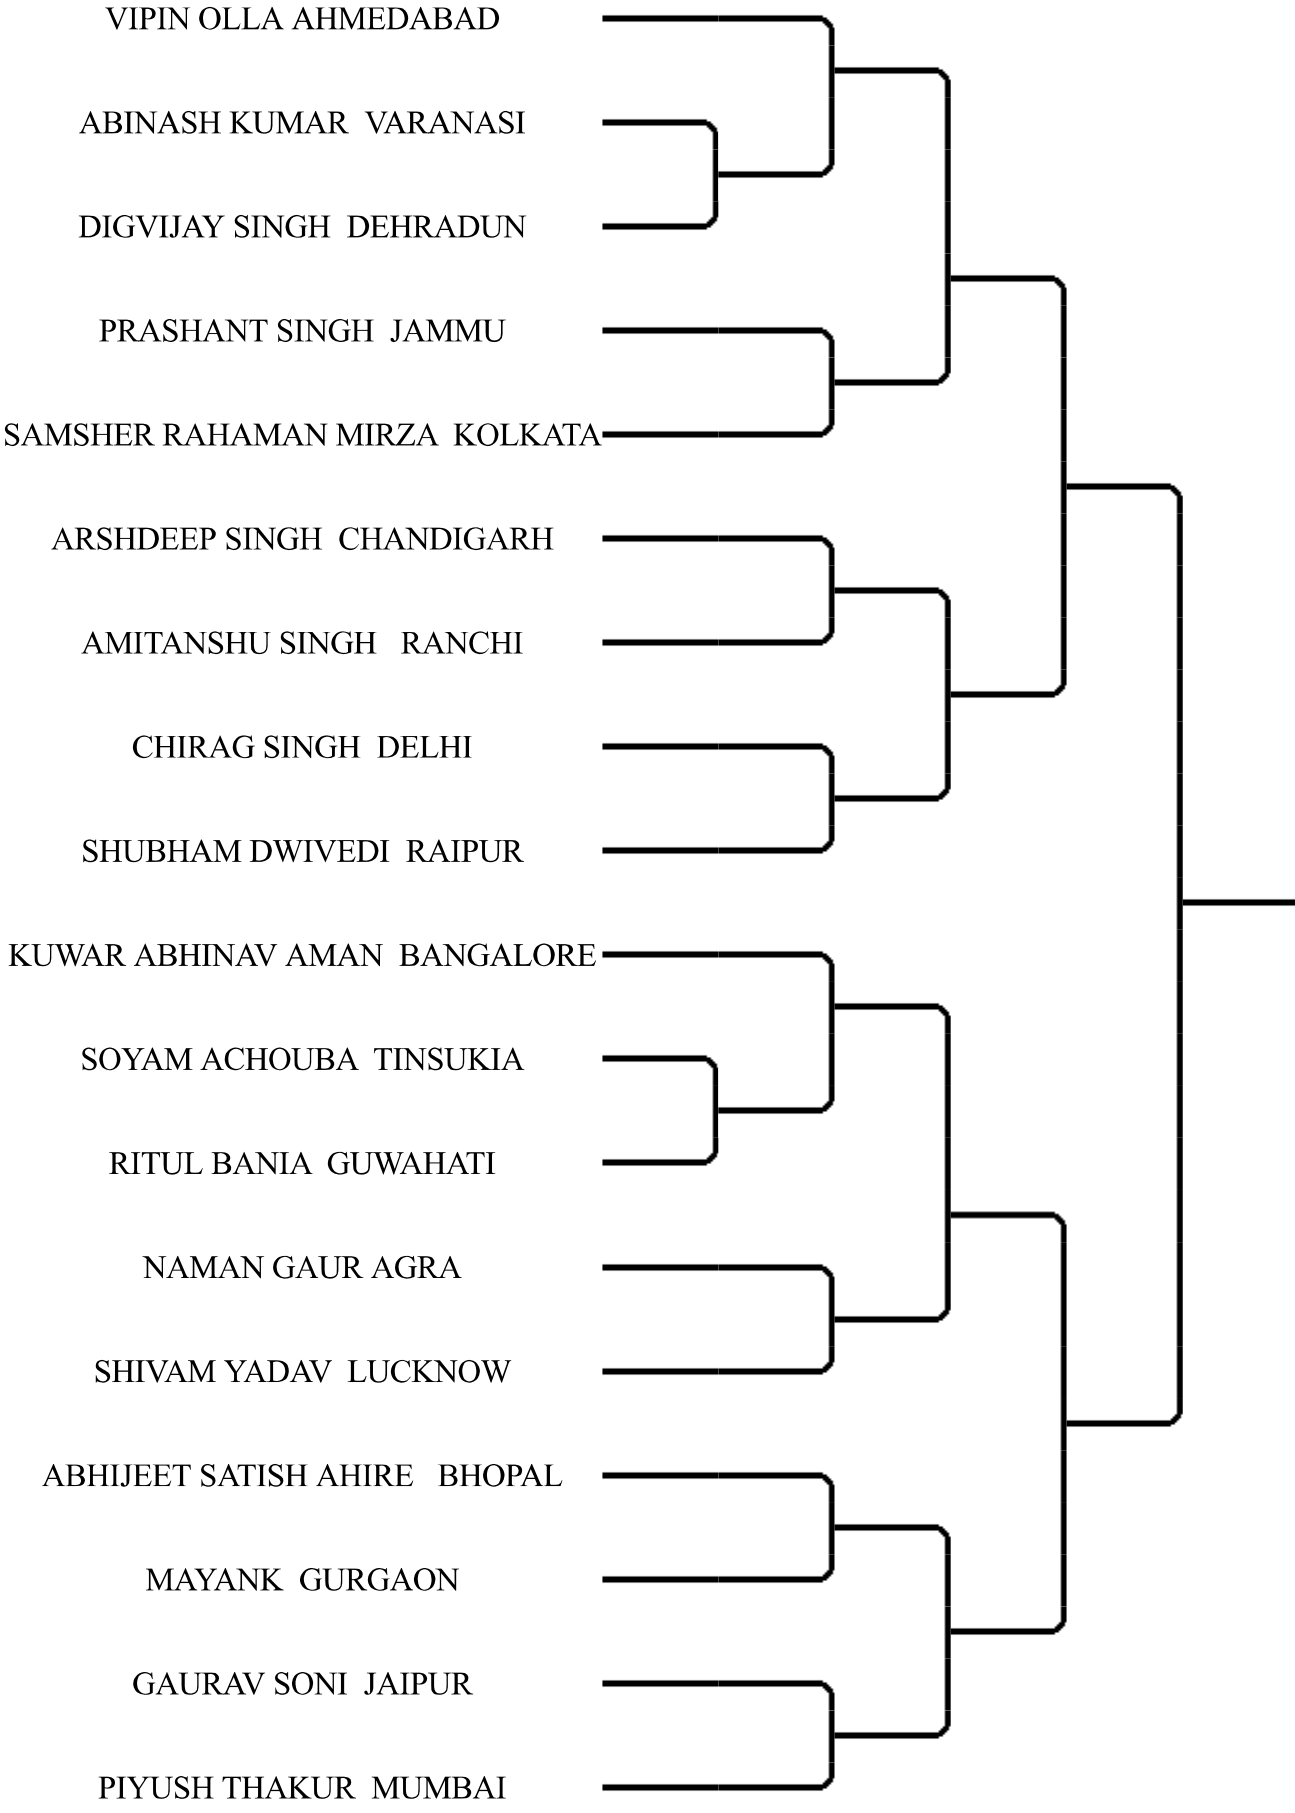 VIPIN OLLA AHMEDABAD
ABINASH KUMAR VARANASI
DIGVIJAY SINGH DEHRADUN
PRASHANT SINGH JAMMU
SAMSHER RAHAMAN MIRZA KOLKATA
ARSHDEEP SINGH CHANDIGARH
AMITANSHU SINGH RANCHI
CHIRAG SINGH DELHI
SHUBHAM DWIVEDI RAIPUR
KUWAR ABHINAV AMAN BANGALORE
SOYAM ACHOUBA TINSUKIA
RITUL BANIA GUWAHATI
NAMAN GAUR AGRA
SHIVAM YADAV LUCKNOW
ABHIJEET SATISH AHIRE BHOPAL
MAYANK GURGAON
GAURAV SONI JAIPUR
PIYUSH THAKUR MUMBAI